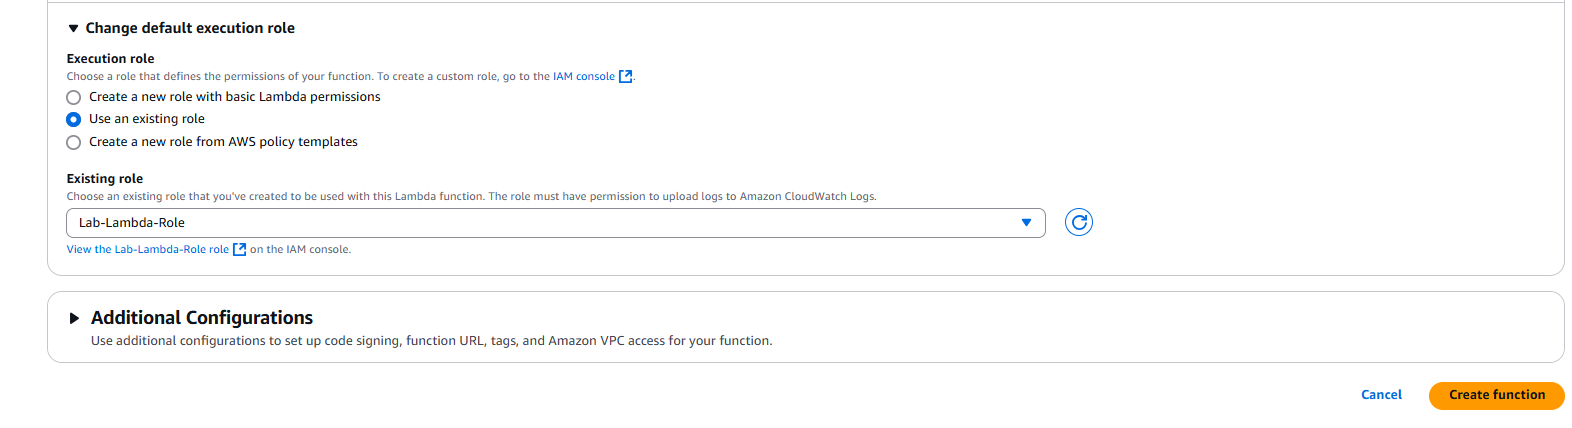 Change default execution role
Execution role
Choose a role that defines the permissions of your function. To create a custom role, go to the IAM console.
Create a new role with basic Lambda permissions
Use an existing role
Create a new role from AWS policy templates
Existing role
Choose an existing role that you've created to be used with this Lambda function. The role must have permission to upload logs to Amazon CloudWatch Logs.
Lab-Lambda-Role
View the Lab-Lambda-Role role on the IAM console.
Additional Configurations
Use additional configurations to set up code signing, function URL, tags, and Amazon VPC access for your function.
Cancel Create function